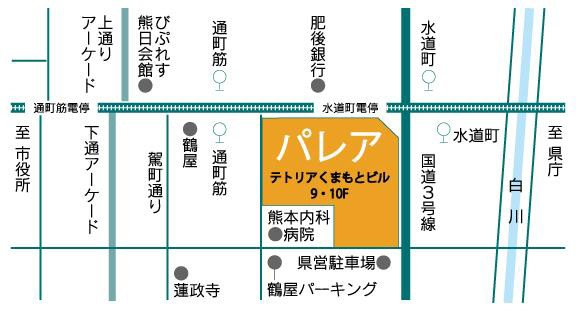 上通り
アーケード
びぷれす
熊日会館
通町筋
肥後銀行
水道町
通町筋電停
水道町電停
至市役所
下通アーケード
駕町通り
鶴屋
通町筋
パレア
テトリアくまもとビル
9・10F
熊本内科
病院
国道3号線
水道町
白川
至県庁
蓮政寺
県営駐車場
鶴屋パーキング